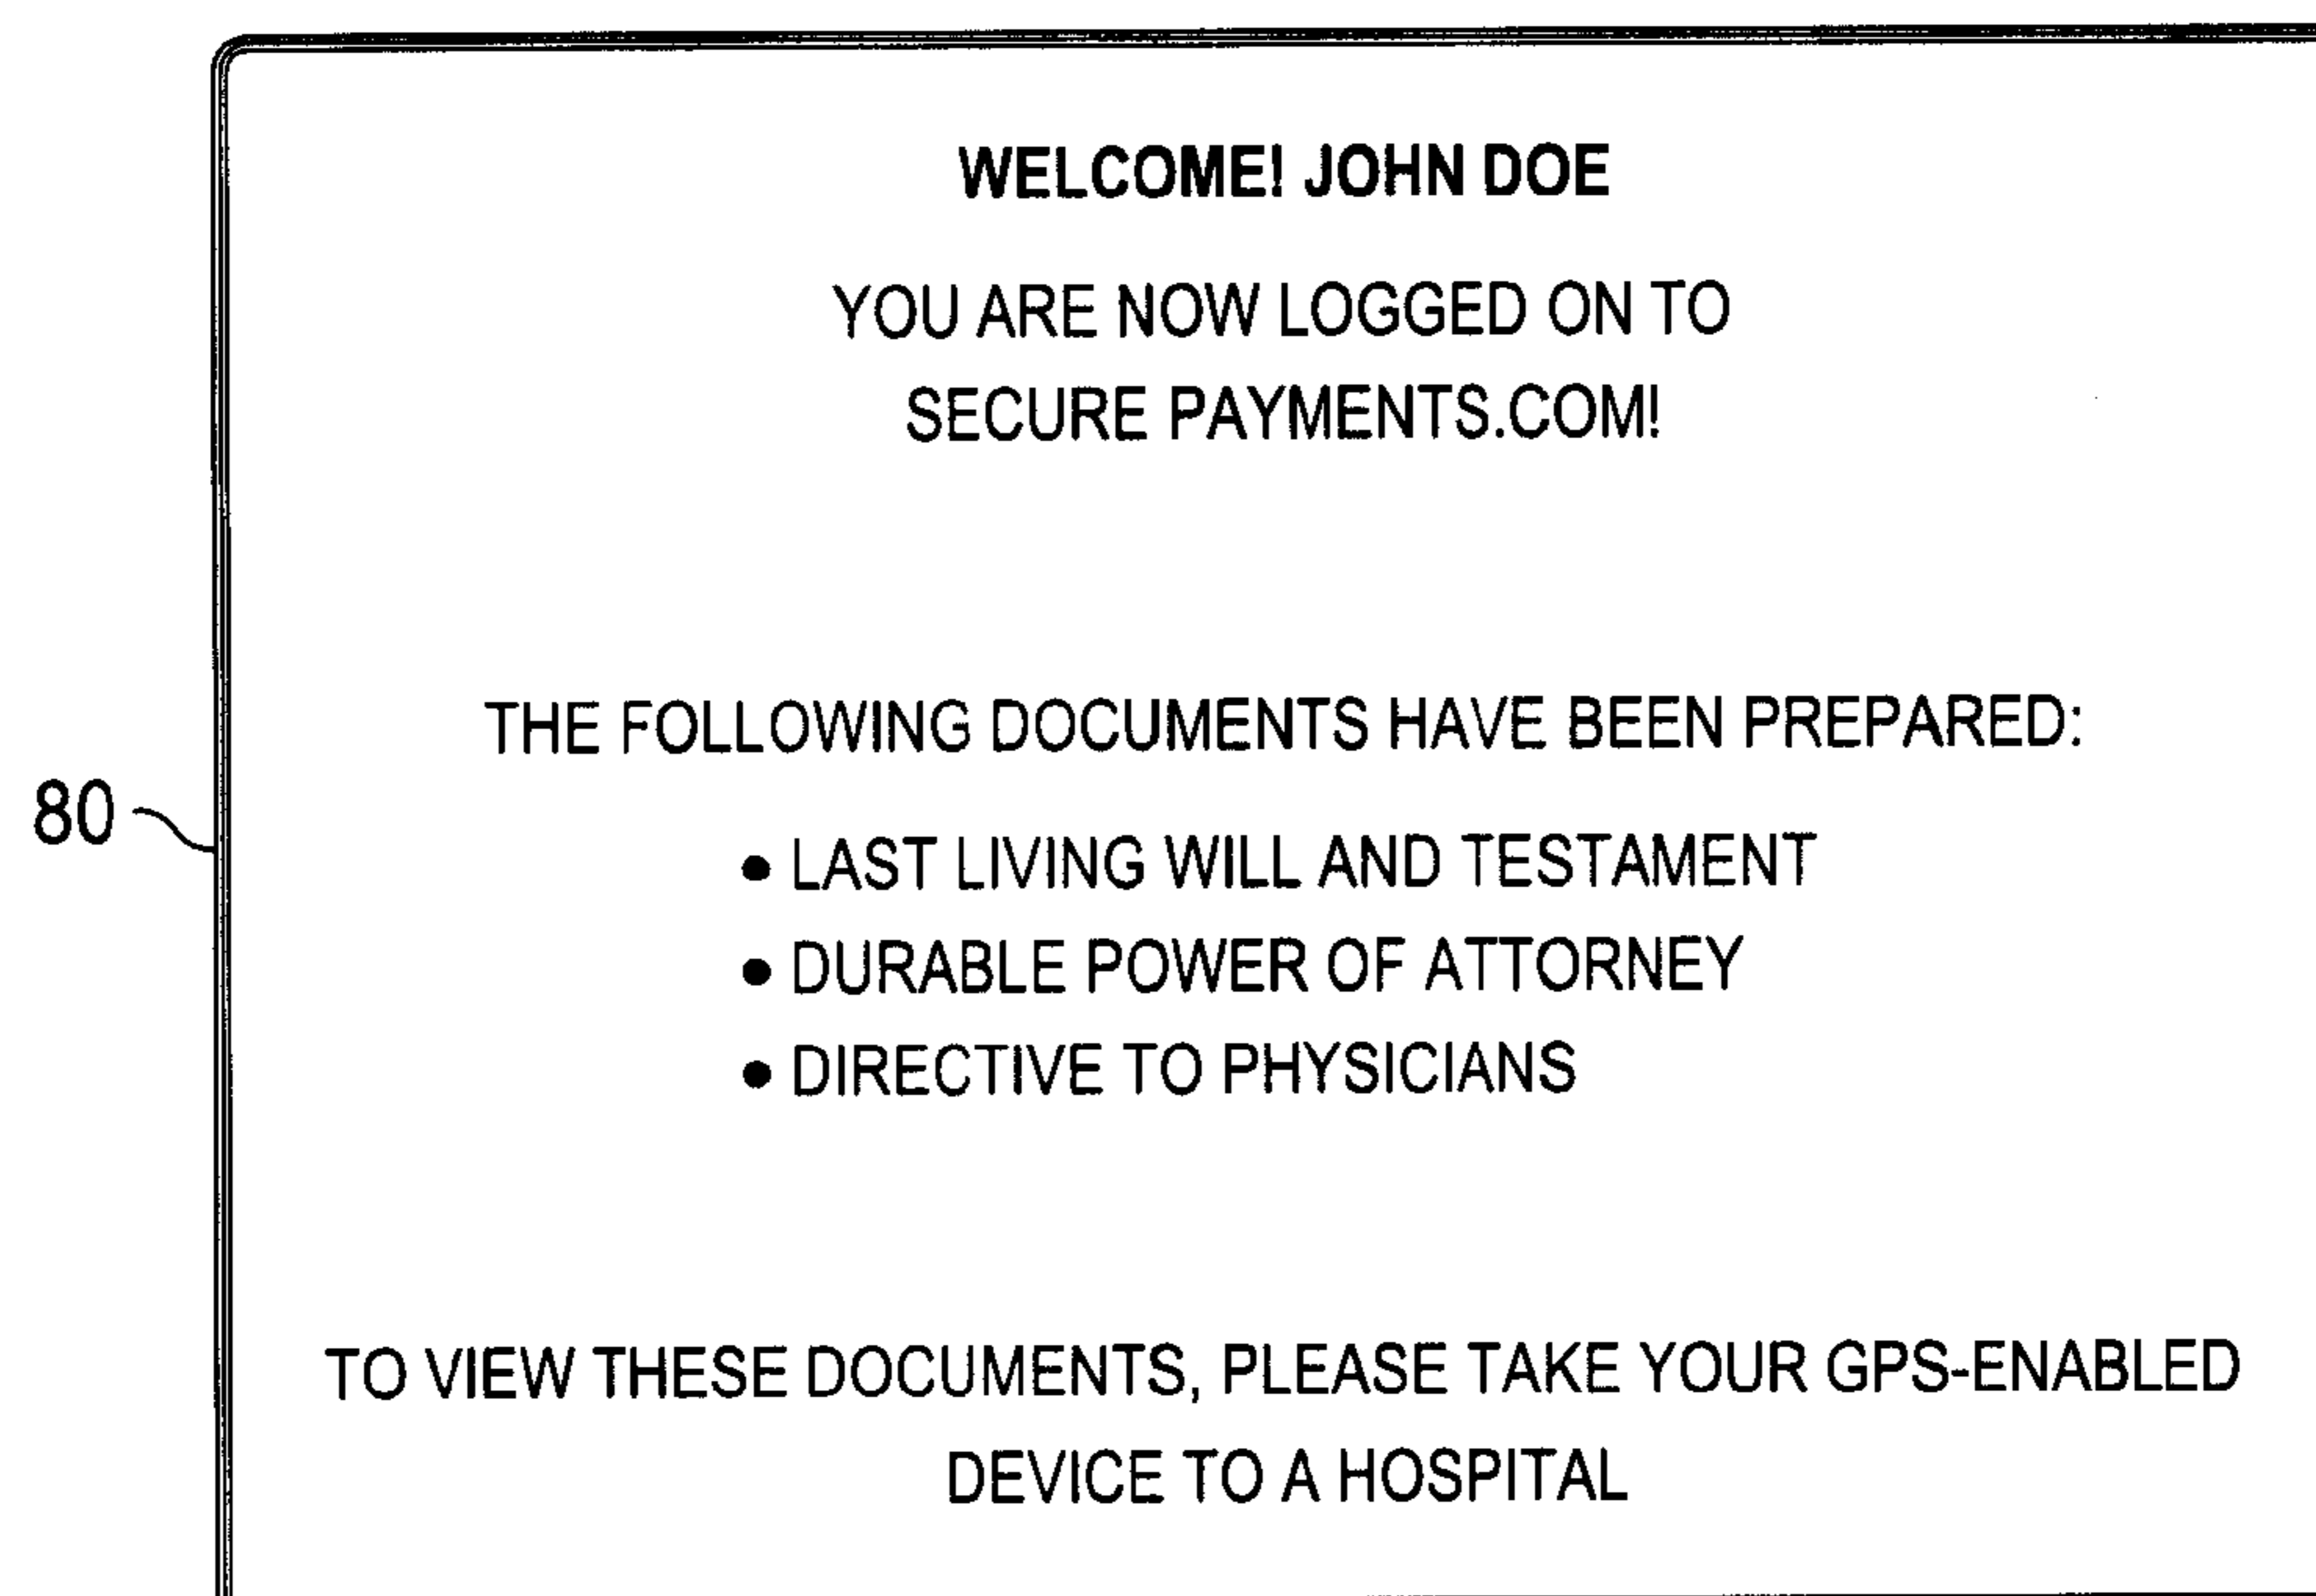 WELCOME! JOHN DOE
YOU ARE NOW LOGGED ON TO
SECURE PAYMENTS.COM!
THE FOLLOWING DOCUMENTS HAVE BEEN PREPARED:
80
• LAST LIVING WILL AND TESTAMENT
• DURABLE POWER OF ATTORNEY
• DIRECTIVE TO PHYSICIANS
TO VIEW THESE DOCUMENTS, PLEASE TAKE YOUR GPS-ENABLED
DEVICE TO A HOSPITAL